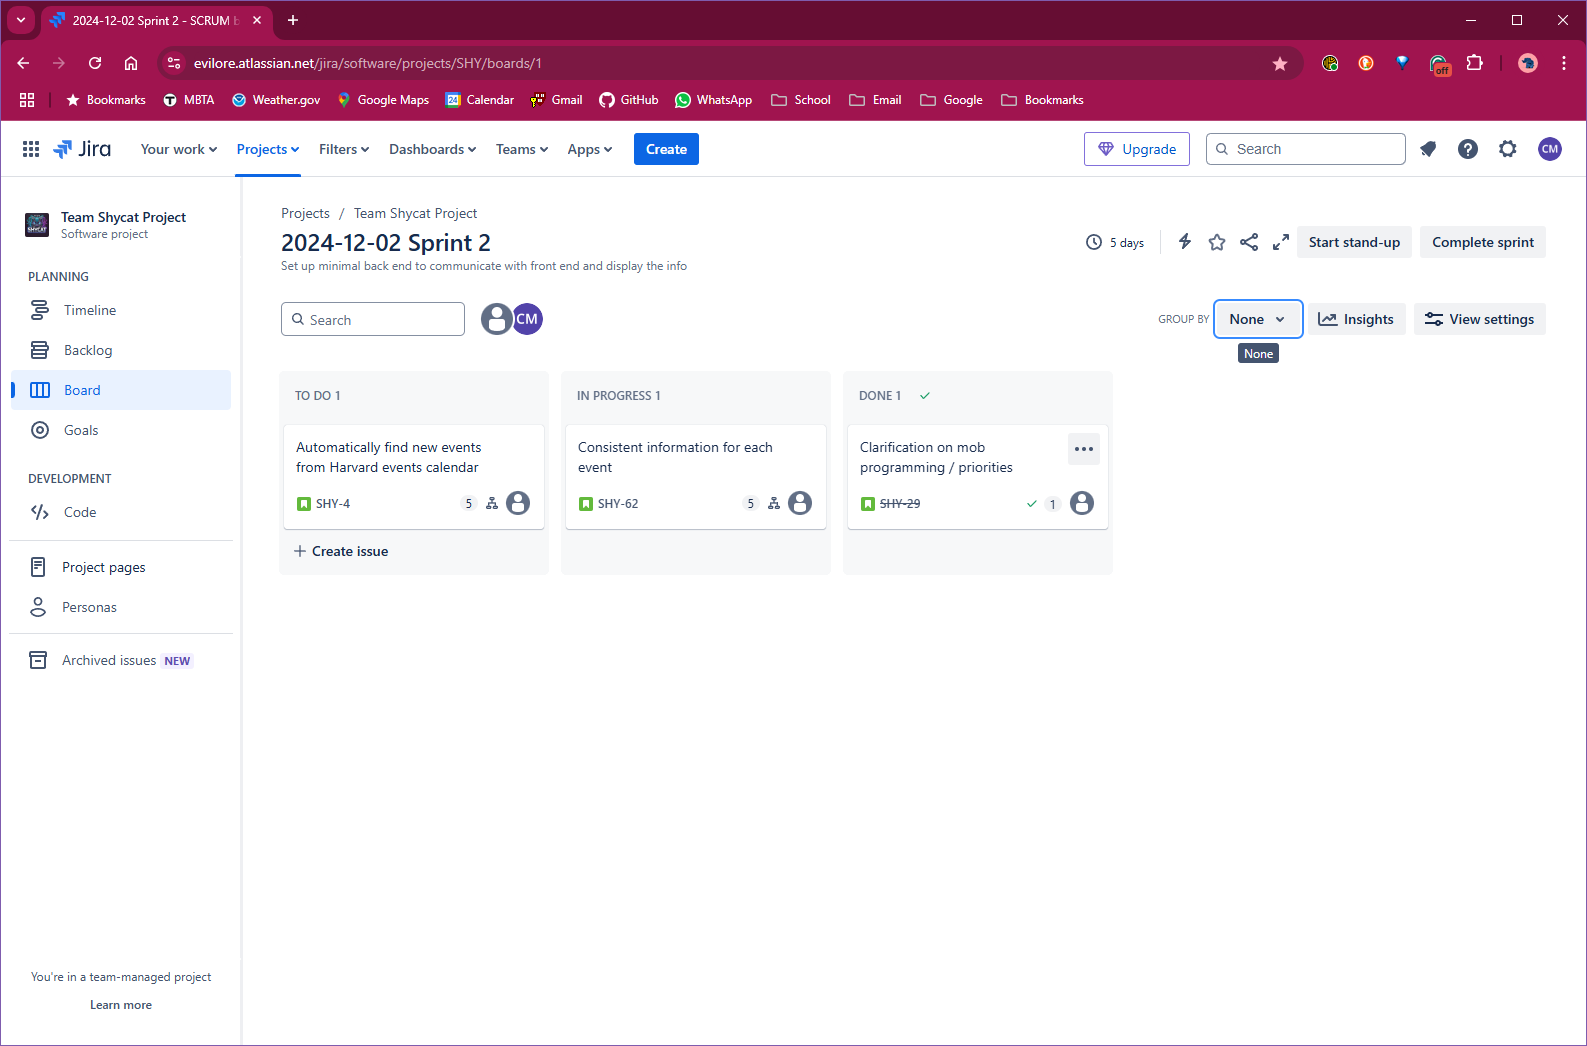 2024-12-02 Sprint 2 - SCRUM b
evilore.atlassian.net/jira/software/projects/SHY/boards/1
off
Bookmarks
MBTA
Weather.gov
Google Maps
24 Calendar
Gmail
GitHub
WhatsApp
School
Email
Google
Bookmarks
Jira
Your work
Projects
Filters
Dashboards
Teams
Apps
Create
Upgrade
Search
CM
Team Shycat Project
Software project
PLANNING
Timeline
Backlog
Board
Goals
DEVELOPMENT
Code
Project pages
Personas
Archived issues NEW
You're in a team-managed project
Learn more
Projects / Team Shycat Project
2024-12-02 Sprint 2
Set up minimal back end to communicate with front end and display the info
5 days
Start stand-up
Complete sprint
Search
CM
GROUP BY
None
Insights
View settings
None
TO DO 1
Automatically find new events
from Harvard events calendar
SHY-4
5
Create issue
IN PROGRESS 1
Consistent information for each
event
SHY-62
5
DONE 1
Clarification on mob
programming / priorities
SHY-29
1